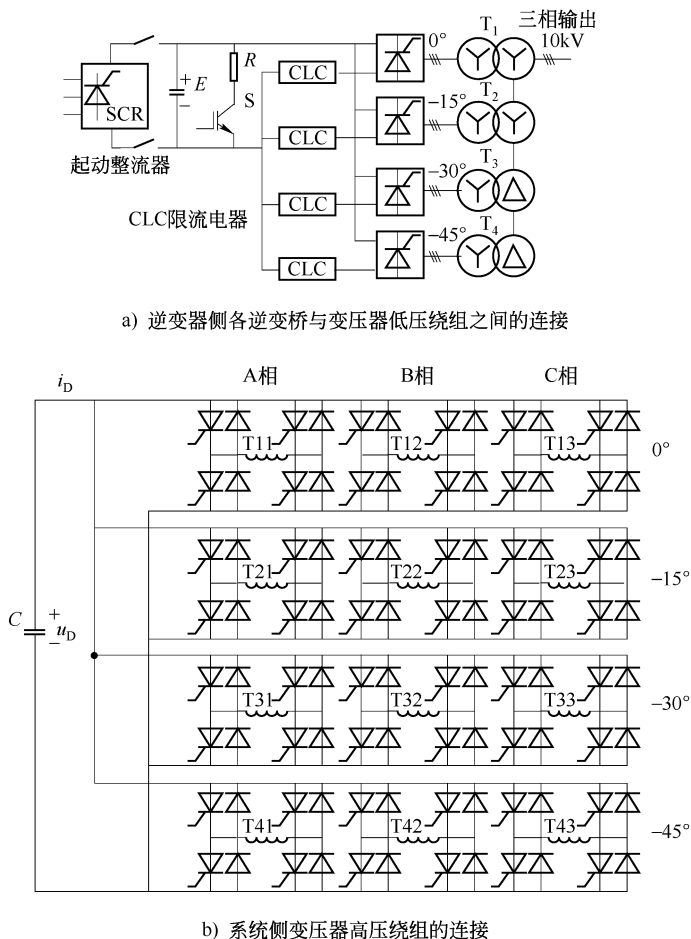 三相输出
10kV
0°
T1
R
CLC
+
E
−
S
SCR
−15°
T2
CLC
起动整流器
−30°
T3
CLC
CLC限流电器
−45°
T4
CLC
a) 逆变器侧各逆变桥与变压器低压绕组之间的连接
iD
A相 B相 C相
T11 T12 T13 0°
T21 T22 T23 −15°
C
+
uD
−
T31 T32 T33 −30°
T41 T42 T43 −45°
b) 系统侧变压器高压绕组的连接